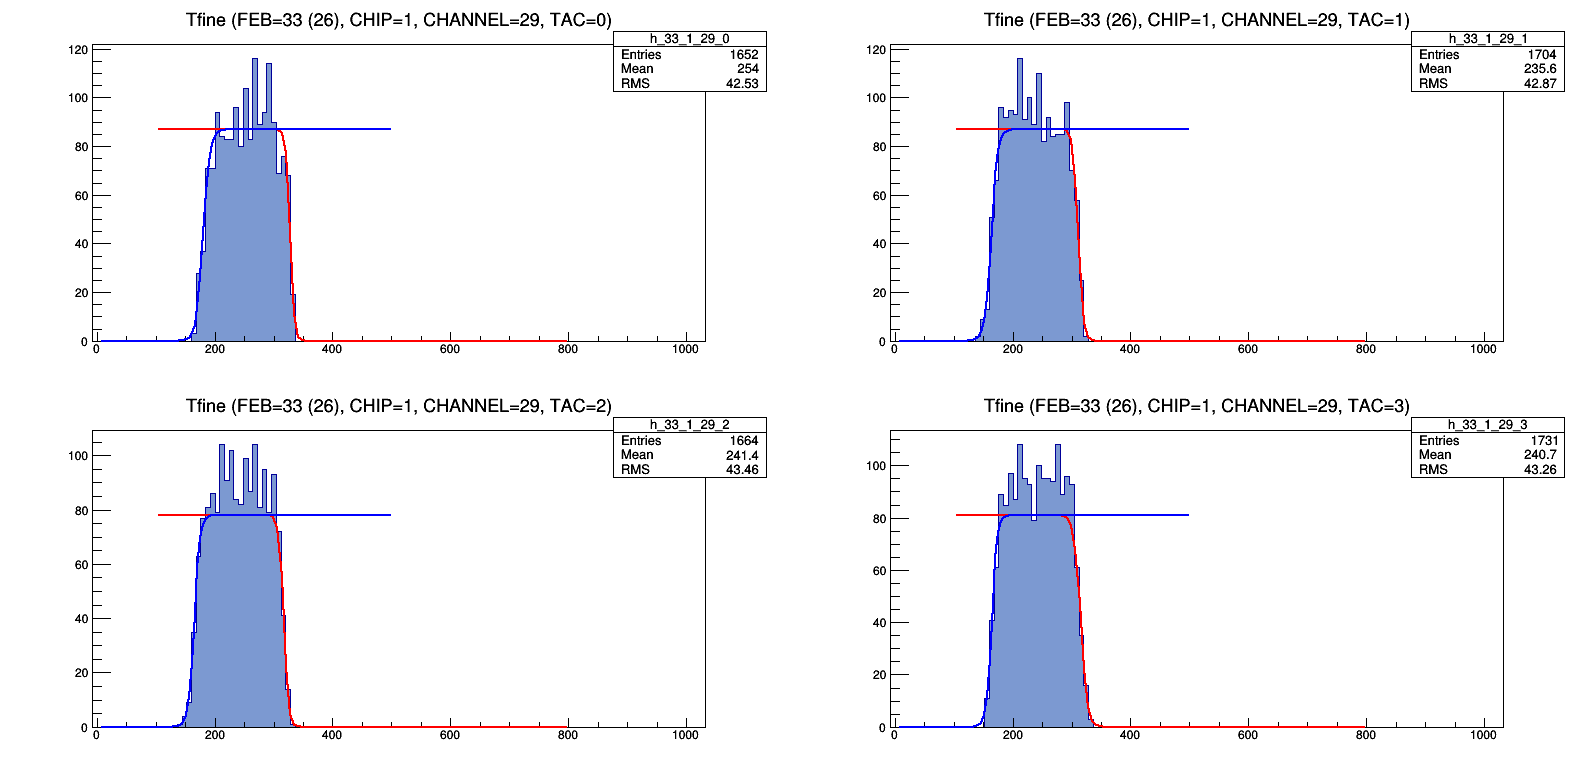 Tfine (FEB=33 (26), CHIP=1, CHANNEL=29, TAC=0)
h_33_1_29_0
Entries 1652
Mean 254
RMS 42.53
120
100
80
60
40
20
0
0 200 400 600 800 1000
Tfine (FEB=33 (26), CHIP=1, CHANNEL=29, TAC=1)
h_33_1_29_1
Entries 1704
Mean 235.6
RMS 42.87
120
100
80
60
40
20
0
0 200 400 600 800 1000
Tfine (FEB=33 (26), CHIP=1, CHANNEL=29, TAC=2)
h_33_1_29_2
Entries 1664
Mean 241.4
RMS 43.46
100
80
60
40
20
0
0 200 400 600 800 1000
Tfine (FEB=33 (26), CHIP=1, CHANNEL=29, TAC=3)
h_33_1_29_3
Entries 1731
Mean 240.7
RMS 43.26
100
80
60
40
20
0
0 200 400 600 800 1000